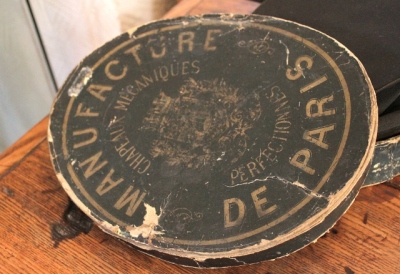 MANUFACTURE
DE PARIS
CHAPEAUX MÉCANIQUES
PERFECTIONNÉS